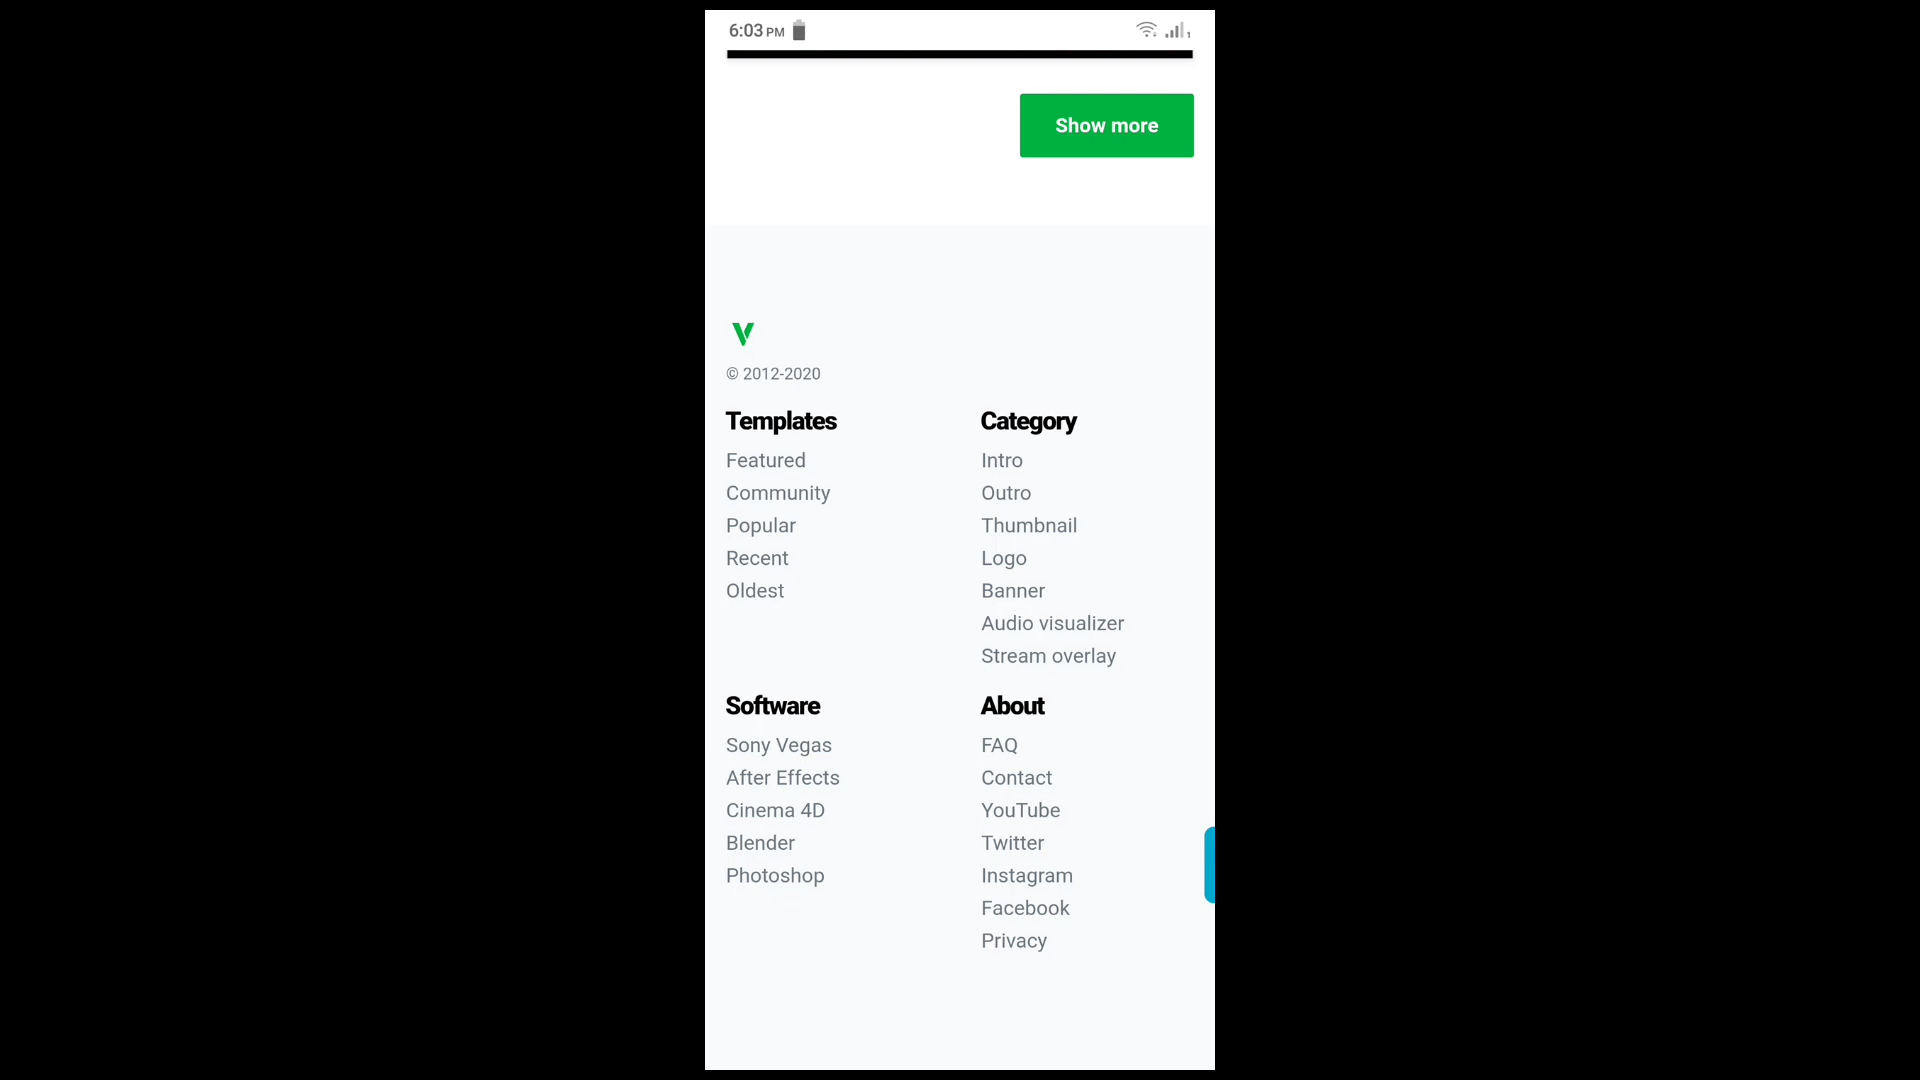 6:03 PM
1
Show more
© 2012-2020
Templates
Featured
Community
Popular
Recent
Oldest
Category
Intro
Outro
Thumbnail
Logo
Banner
Audio visualizer
Stream overlay
Software
Sony Vegas
After Effects
Cinema 4D
Blender
Photoshop
About
FAQ
Contact
YouTube
Twitter
Instagram
Facebook
Privacy